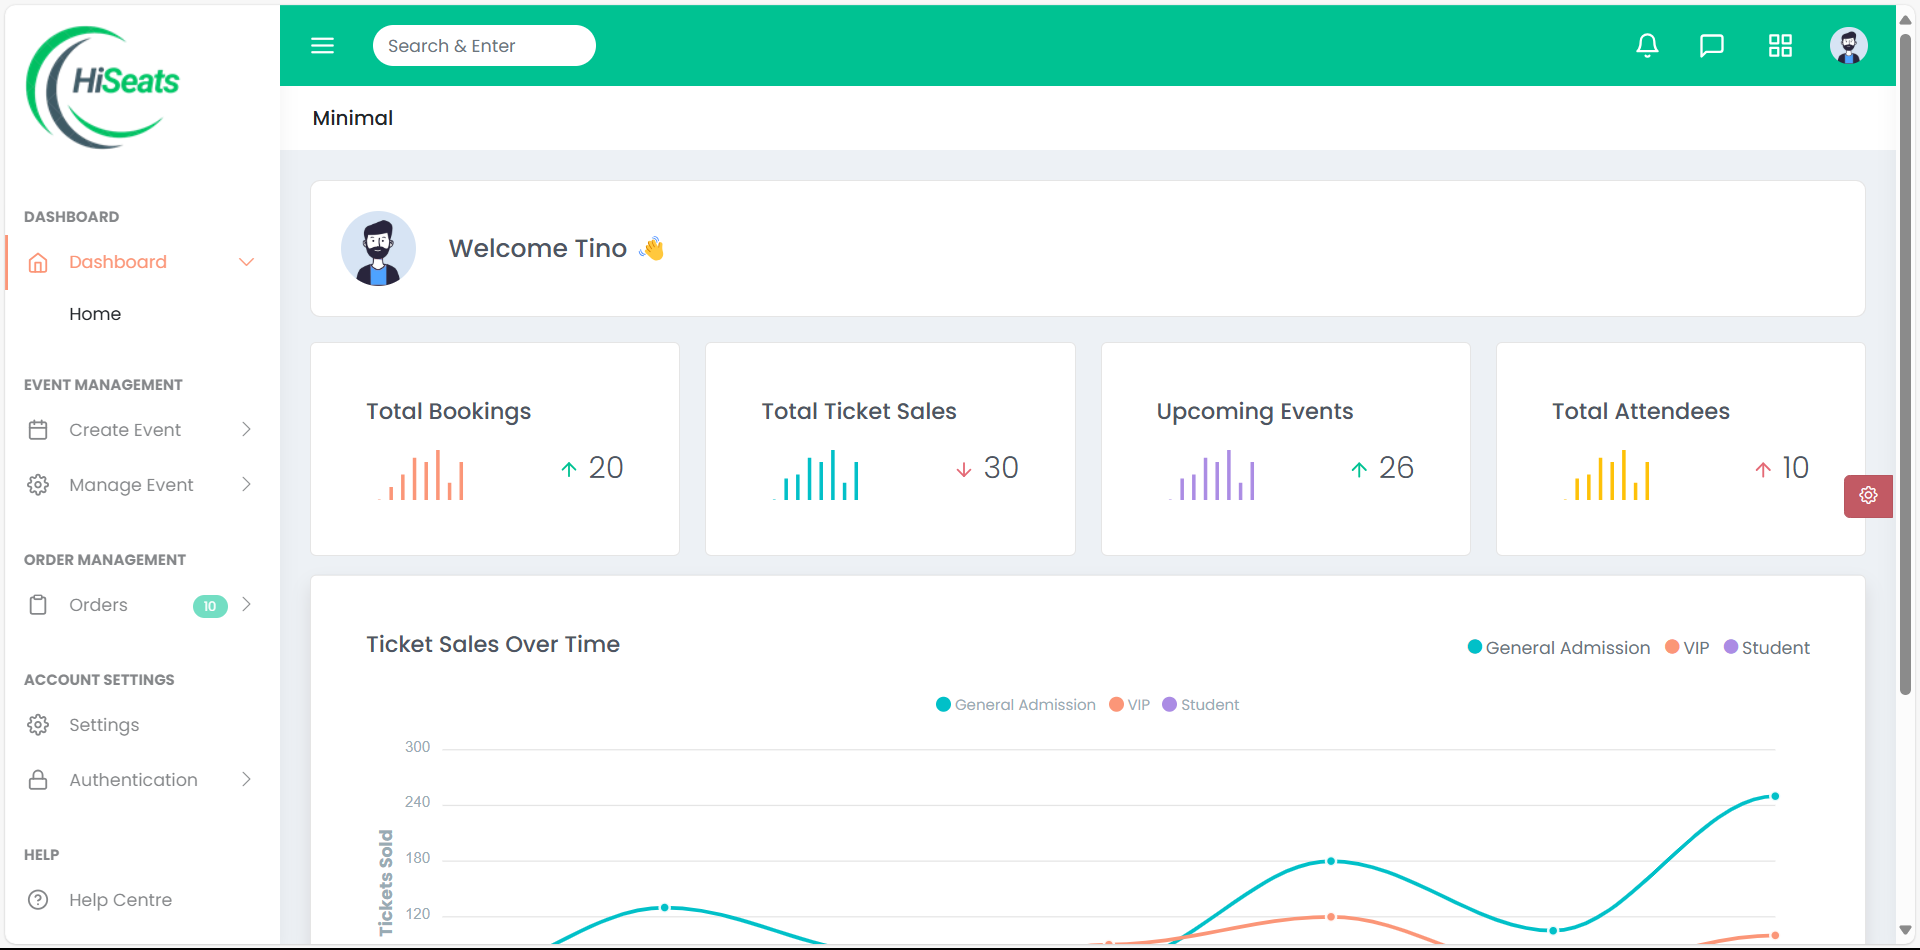 HiSeats
Search & Enter
Minimal
DASHBOARD
Dashboard
Home
EVENT MANAGEMENT
Create Event
Manage Event
ORDER MANAGEMENT
Orders 10
ACCOUNT SETTINGS
Settings
Authentication
HELP
Help Centre
Welcome Tino 👋
Total Bookings
20
Total Ticket Sales
30
Upcoming Events
26
Total Attendees
10
Ticket Sales Over Time
General Admission VIP Student
General Admission VIP Student
300
240
180
120
Tickets Sold